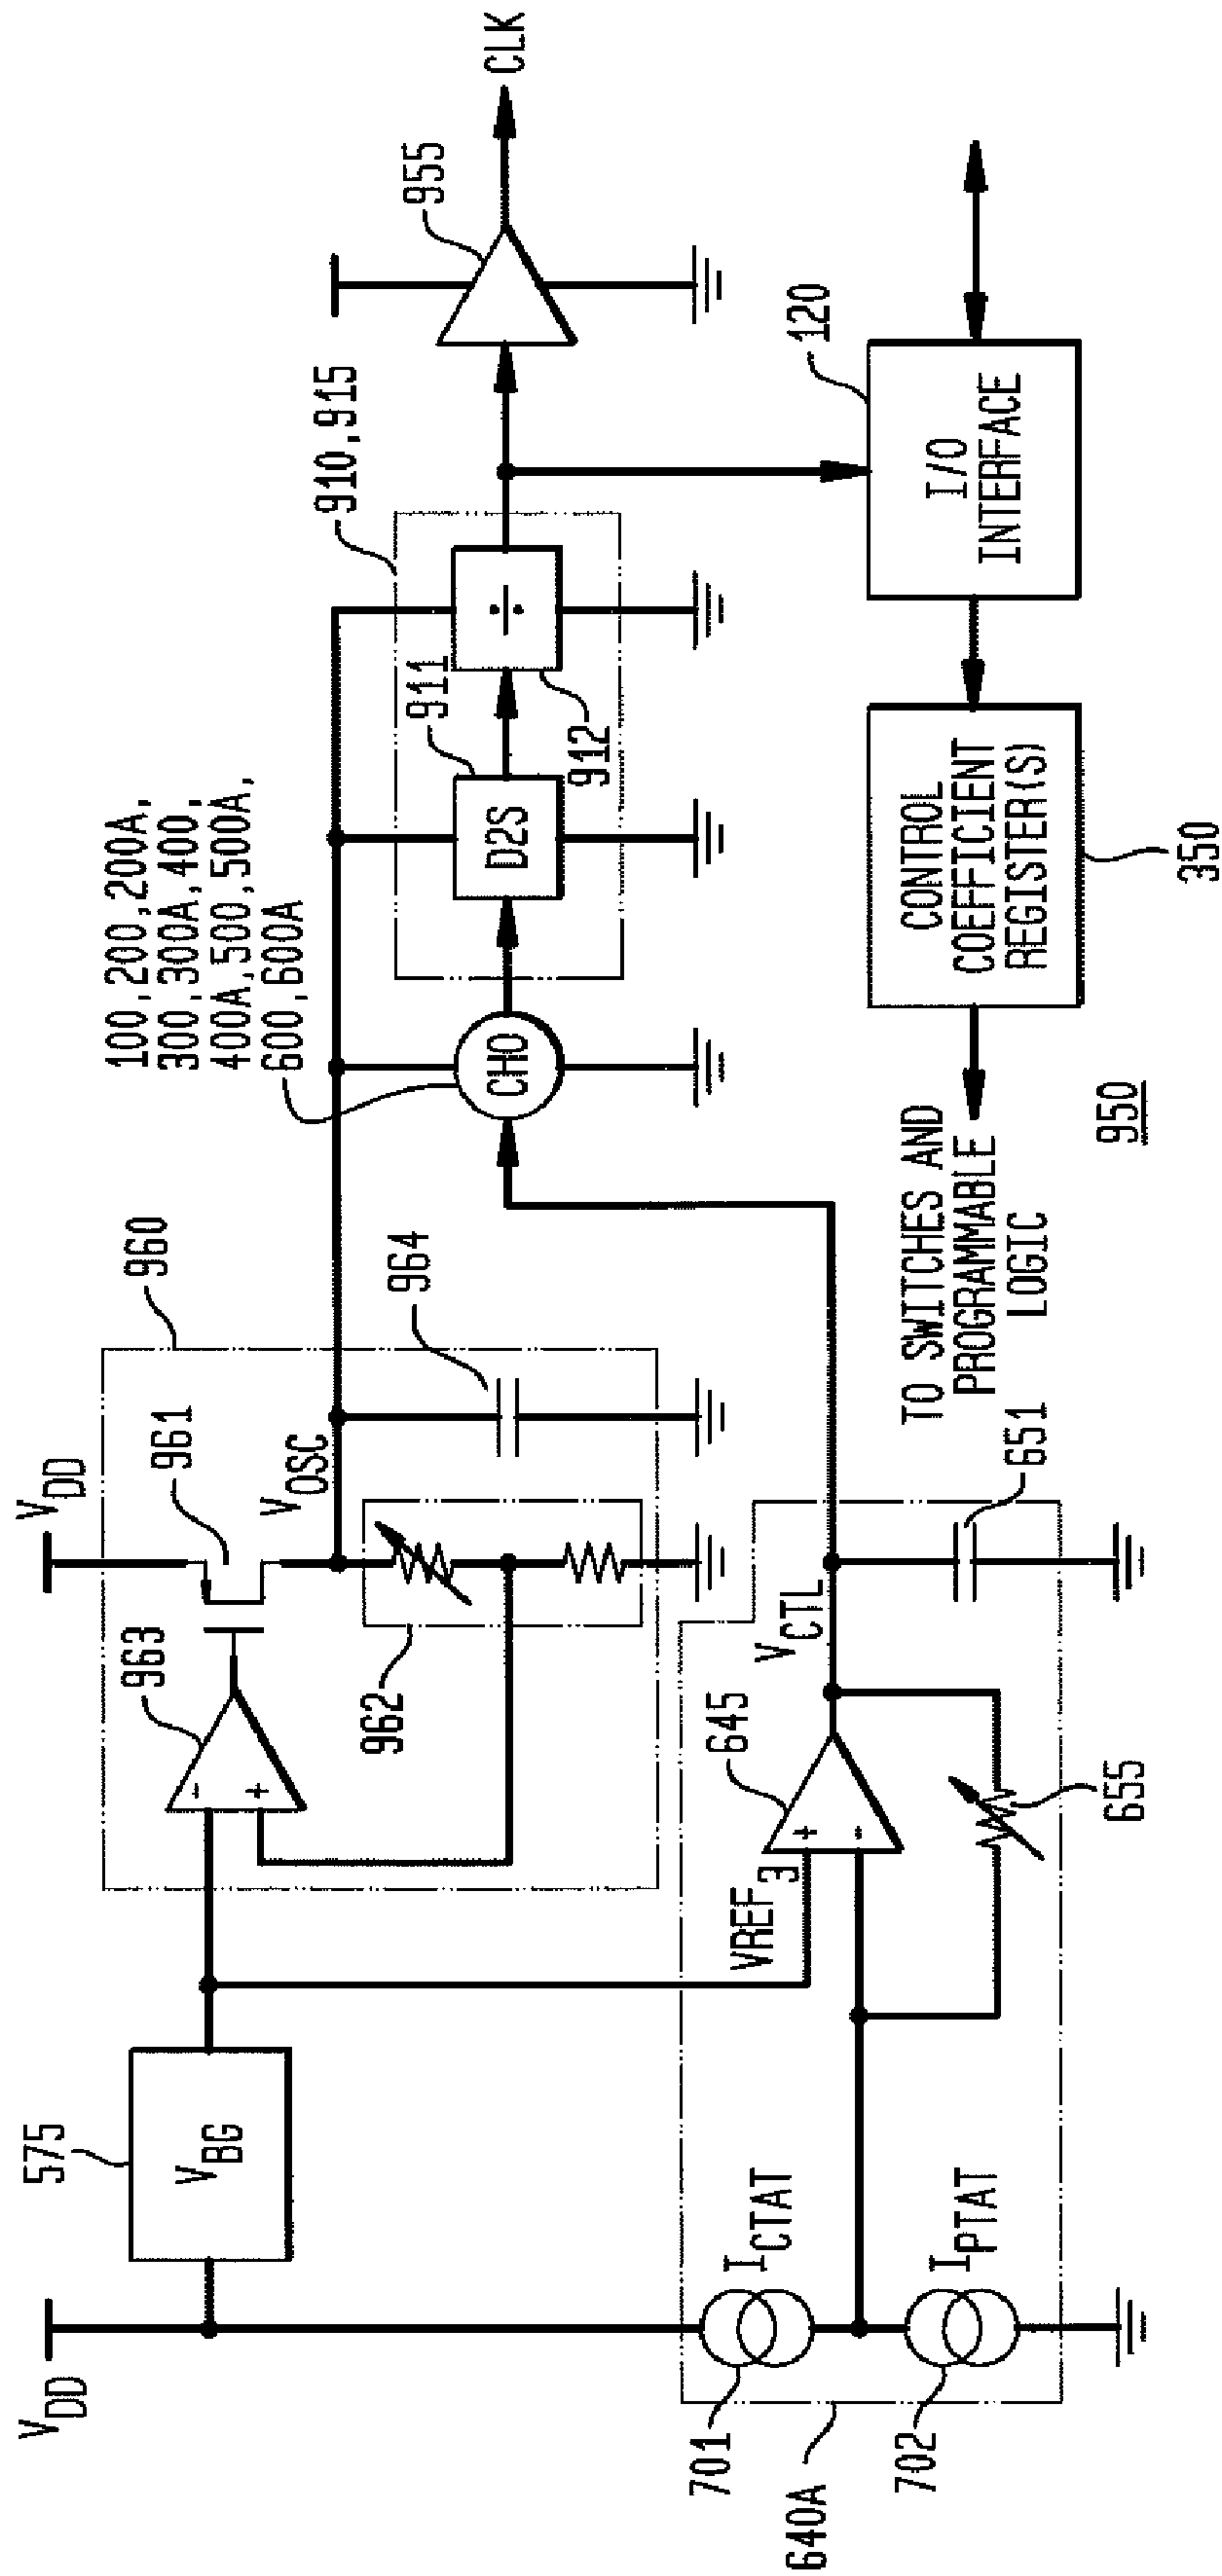 V_DD
575
V_BG
V_DD
963
-
+
961
960
V_OSC
962
964
100,200,200A,
300,300A,400,
400A,500,500A,
600,600A
CHO
910,915
911
D2S
÷
912
955
CLK
701
I_CTAT
702
I_PTAT
640A
VREF_3
+
-
645
V_CTL
655
651
120
I/O
INTERFACE
CONTROL
COEFFICIENT
REGISTER(S)
350
TO SWITCHES AND
PROGRAMMABLE
LOGIC
950